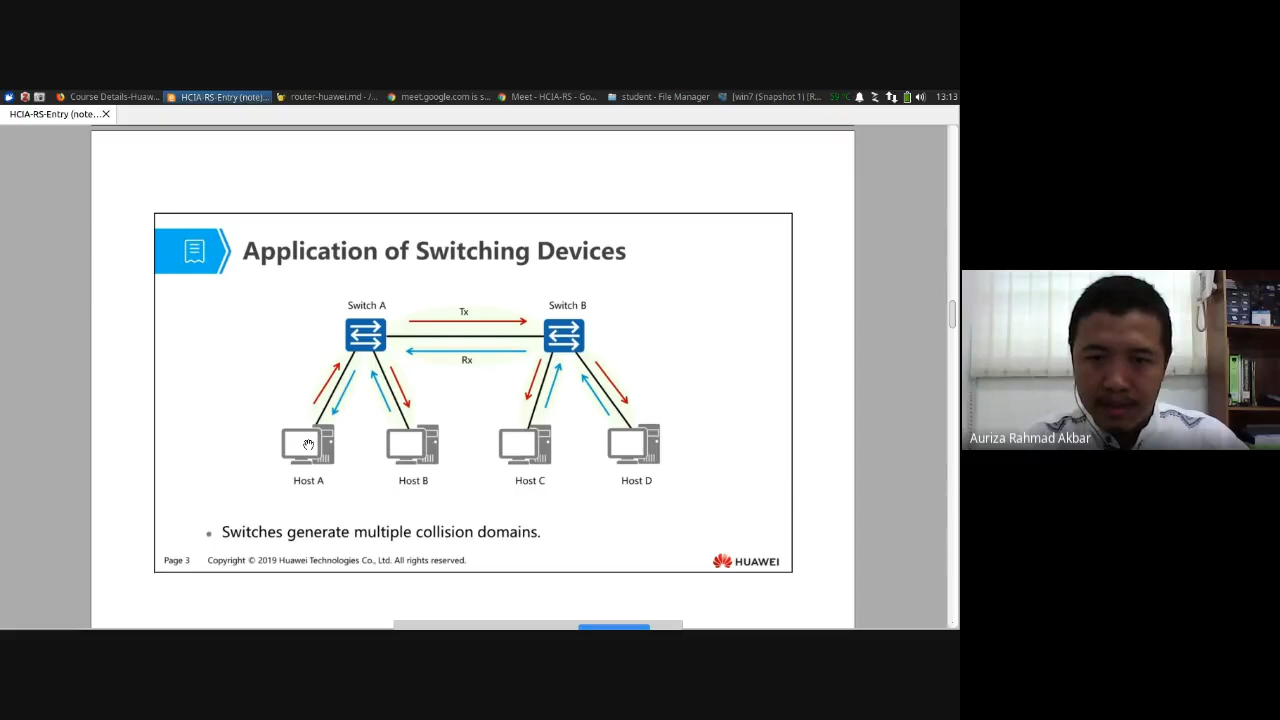 Course Details-Huaw...
HCIA-RS-Entry (note)...
router-huawei.md - /...
meet.google.com is s...
Meet - HCIA-RS - Go...
student - File Manager
[win7 (Snapshot 1) [R...
59 °C
13:13
HCIA-RS-Entry (note...
Application of Switching Devices
Switch A
Switch B
Tx
Rx
Host A
Host B
Host C
Host D
Switches generate multiple collision domains.
Page 3
Copyright © 2019 Huawei Technologies Co., Ltd. All rights reserved.
HUAWEI
Auriza Rahmad Akbar